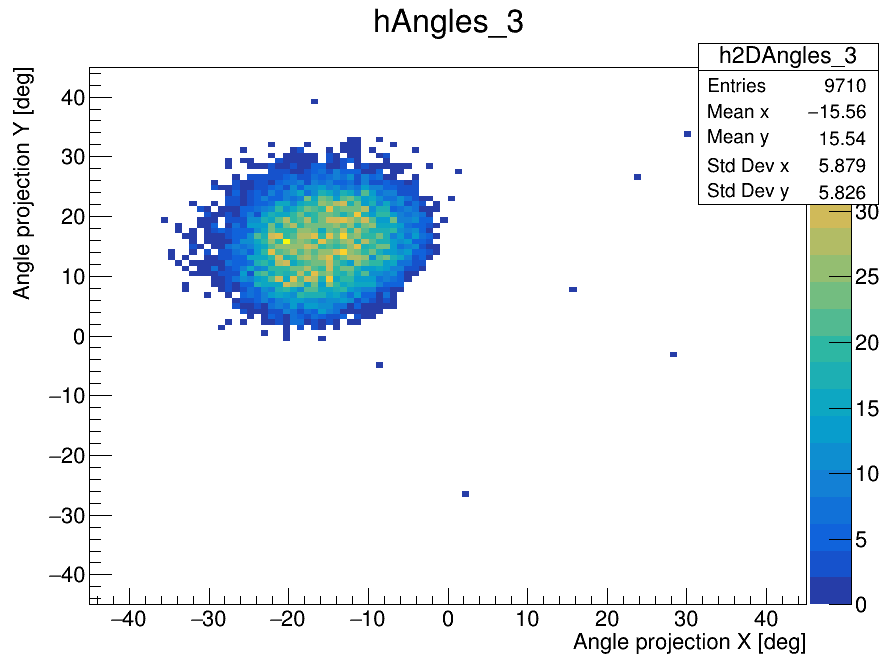 hAngles_3
h2DAngles_3
Entries 9710
Mean x −15.56
Mean y 15.54
Std Dev x 5.879
Std Dev y 5.826
Angle projection Y [deg]
40
30
20
10
0
−10
−20
−30
−40
−40 −30 −20 −10 0 10 20 30 40
Angle projection X [deg]
30
25
20
15
10
5
0